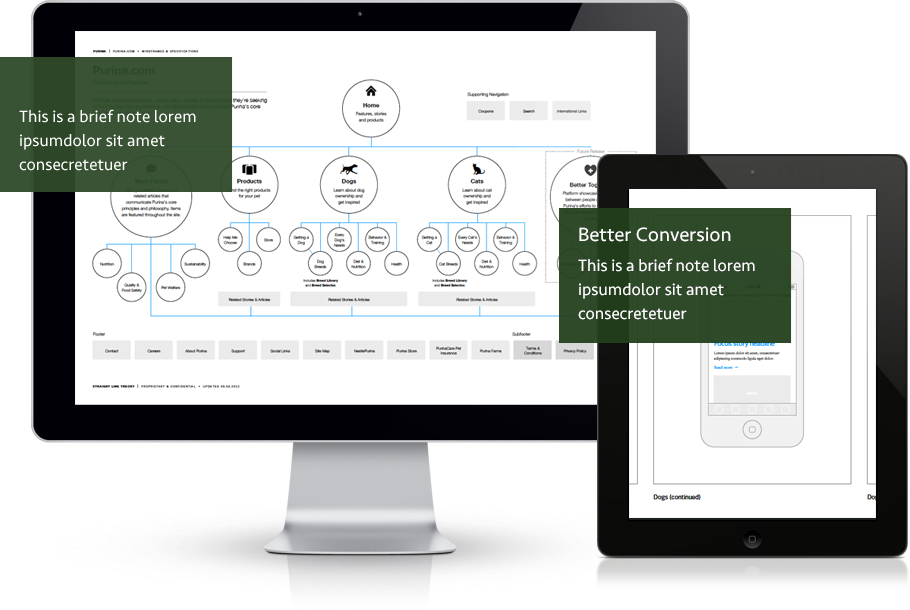 PURINA | PURINA.COM • WIREFRAMES & SPECIFICATIONS
Purina.com
they're seeking
Purina's core
This is a brief note lorem
ipsumdolor sit amet
consecretetuer
Home
Features, stories
and products
Supporting Navigation
Coupons
Search
International Links
related articles that
communicate Purina's core
principles and philosophy. Items
are featured throughout the site.
Products
the right products
for your pet
Dogs
Learn about dog
ownership and
get inspired
Cats
Learn about cat
ownership and
get inspired
Future Release
Better Tog
Platform showcas
between people
Purina's efforts to
Nutrition
Quality &
Food Safety
Pet Welfare
Sustainability
Help Me
Choose
Brands
Store
Getting a
Dog
Dog
Breeds
Every
Dog's
Needs
Diet &
Nutrition
Behavior &
Training
Health
Includes Breed Library
and Breed Selector.
Getting a
Cat
Cat Breeds
Every Cat's
Needs
Diet &
Nutrition
Behavior &
Training
Health
Includes Breed Library
and Breed Selector.
Related Stories & Articles
Related Stories & Articles
Related Stories & Articles
Footer
Contact
Careers
About Purina
Support
Social Links
Site Map
NestlePurina
Purina Store
PurinaCare Pet
Insurance
Purina Farms
Subfooter
Terms &
Conditions
Privacy Policy
STRAIGHT LINE THEORY | PROPRIETARY & CONFIDENTIAL • UPDATED 05.04.2012
Better Conversion
This is a brief note lorem
ipsumdolor sit amet
consecretetuer
Focus story headline
Lorem ipsum dolor sit amet, consectetuer
adipiscing commodo ligula eget dolor.
Read more →
Dogs (continued)
Do